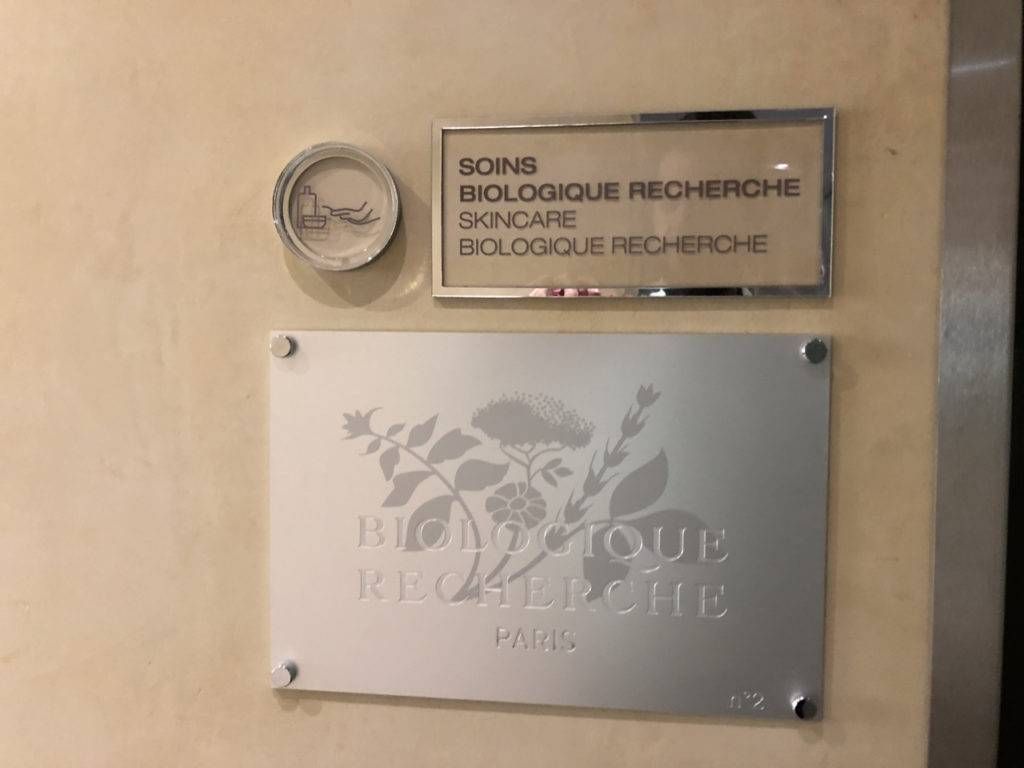 SOINS
BIOLOGIQUE RECHERCHE
SKINCARE
BIOLOGIQUE RECHERCHE
BIOLOGIQUE
RECHERCHE
PARIS
n°2